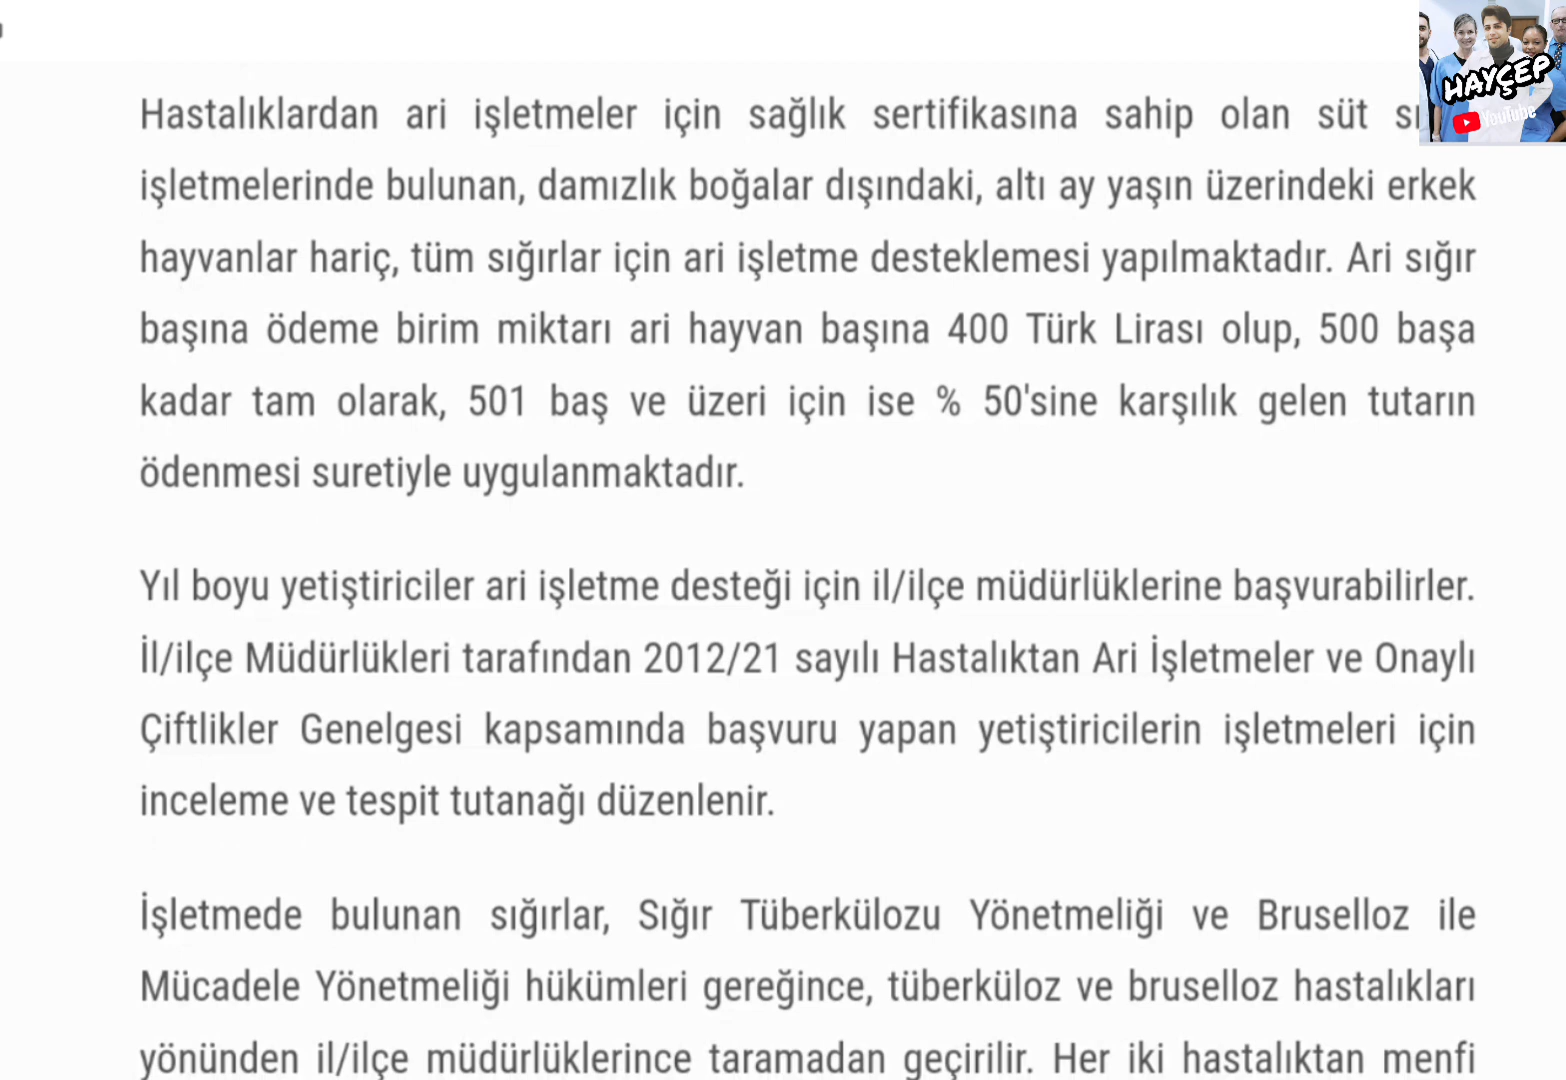 Hastalıklardan ari işletmeler için sağlık sertifikasına sahip olan süt
işletmelerinde bulunan, damızlık boğalar dışındaki, altı ay yaşın üzerindeki erkek
hayvanlar hariç, tüm sığırlar için ari işletme desteklemesi yapılmaktadır. Ari sığır
başına ödeme birim miktarı ari hayvan başına 400 Türk Lirası olup, 500 başa
kadar tam olarak, 501 baş ve üzeri için ise % 50'sine karşılık gelen tutarın
ödenmesi suretiyle uygulanmaktadır.
Yıl boyu yetiştiriciler ari işletme desteği için il/ilçe müdürlüklerine başvurabilirler.
İl/ilçe Müdürlükleri tarafından 2012/21 sayılı Hastalıktan Ari İşletmeler ve Onaylı
Çiftlikler Genelgesi kapsamında başvuru yapan yetiştiricilerin işletmeleri için
inceleme ve tespit tutanağı düzenlenir.
İşletmede bulunan sığırlar, Sığır Tüberkülozu Yönetmeliği ve Bruselloz ile
Mücadele Yönetmeliği hükümleri gereğince, tüberküloz ve bruselloz hastalıkları
yönünden il/ilçe müdürlüklerince taramadan geçirilir. Her iki hastalıktan menfi
HAYÇEP
YouTube